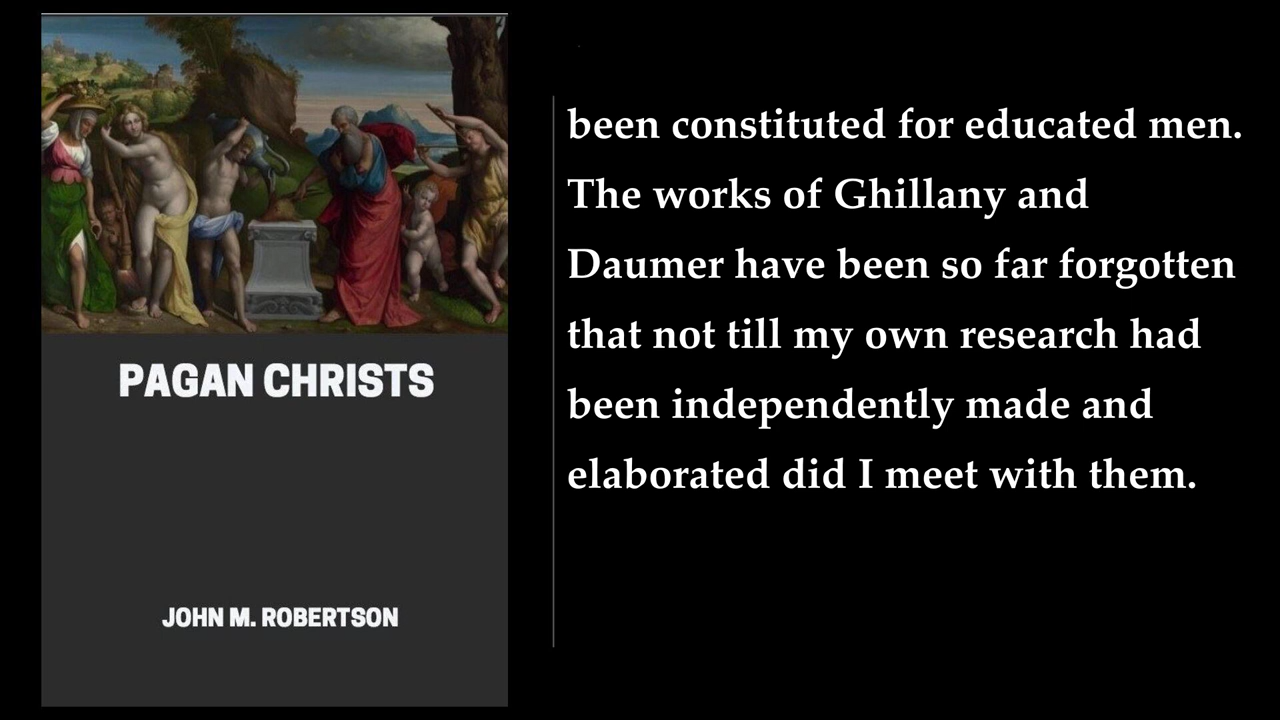 PAGAN CHRISTS
JOHN M. ROBERTSON
been constituted for educated men.
The works of Ghillany and
Daumer have been so far forgotten
that not till my own research had
been independently made and
elaborated did I meet with them.